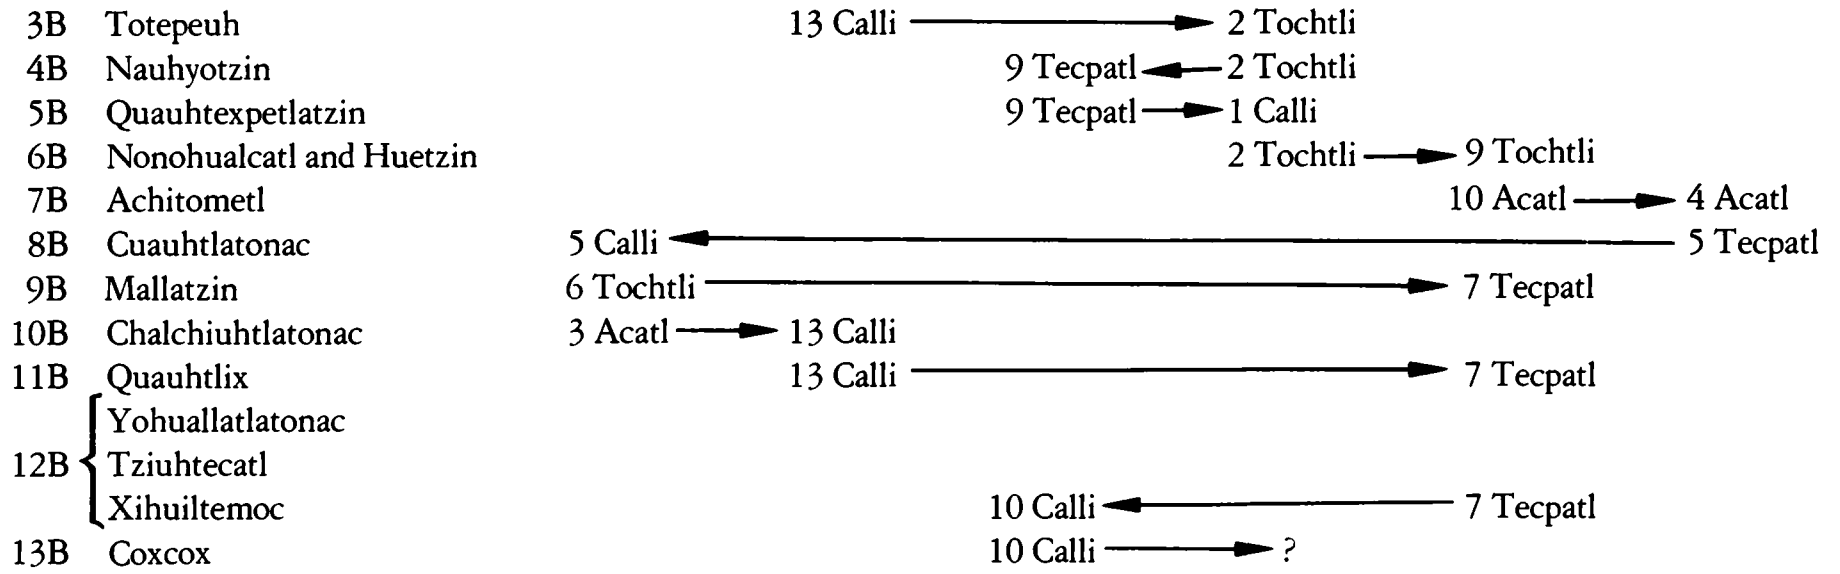 3B Totepeuh 13 Calli → 2 Tochtli
4B Nauhyotzin 9 Tecpatl ← 2 Tochtli
5B Quauhtexpetlatzin 9 Tecpatl → 1 Calli
6B Nonohualcatl and Huetzin 2 Tochtli → 9 Tochtli
7B Achitometl 10 Acatl → 4 Acatl
8B Cuauhtlatonac 5 Calli ← 5 Tecpatl
9B Mallatzin 6 Tochtli → 7 Tecpatl
10B Chalchiuhtlatonac 3 Acatl → 13 Calli
11B Quauhtlix 13 Calli → 7 Tecpatl
Yohuallatlatonac
12B { Tziuhtecatl
Xihuiltemoc 10 Calli ← 7 Tecpatl
13B Coxcox 10 Calli → ?